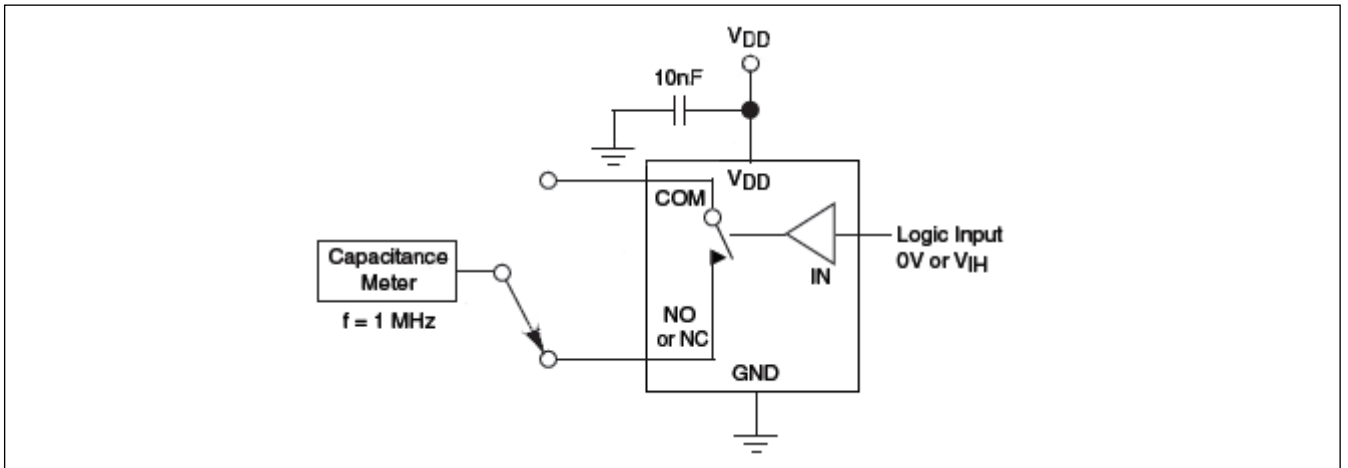 VDD
10nF
VDD
COM
Capacitance
Meter
f = 1 MHz
Logic Input
0V or VIH
IN
NO
or NC
GND